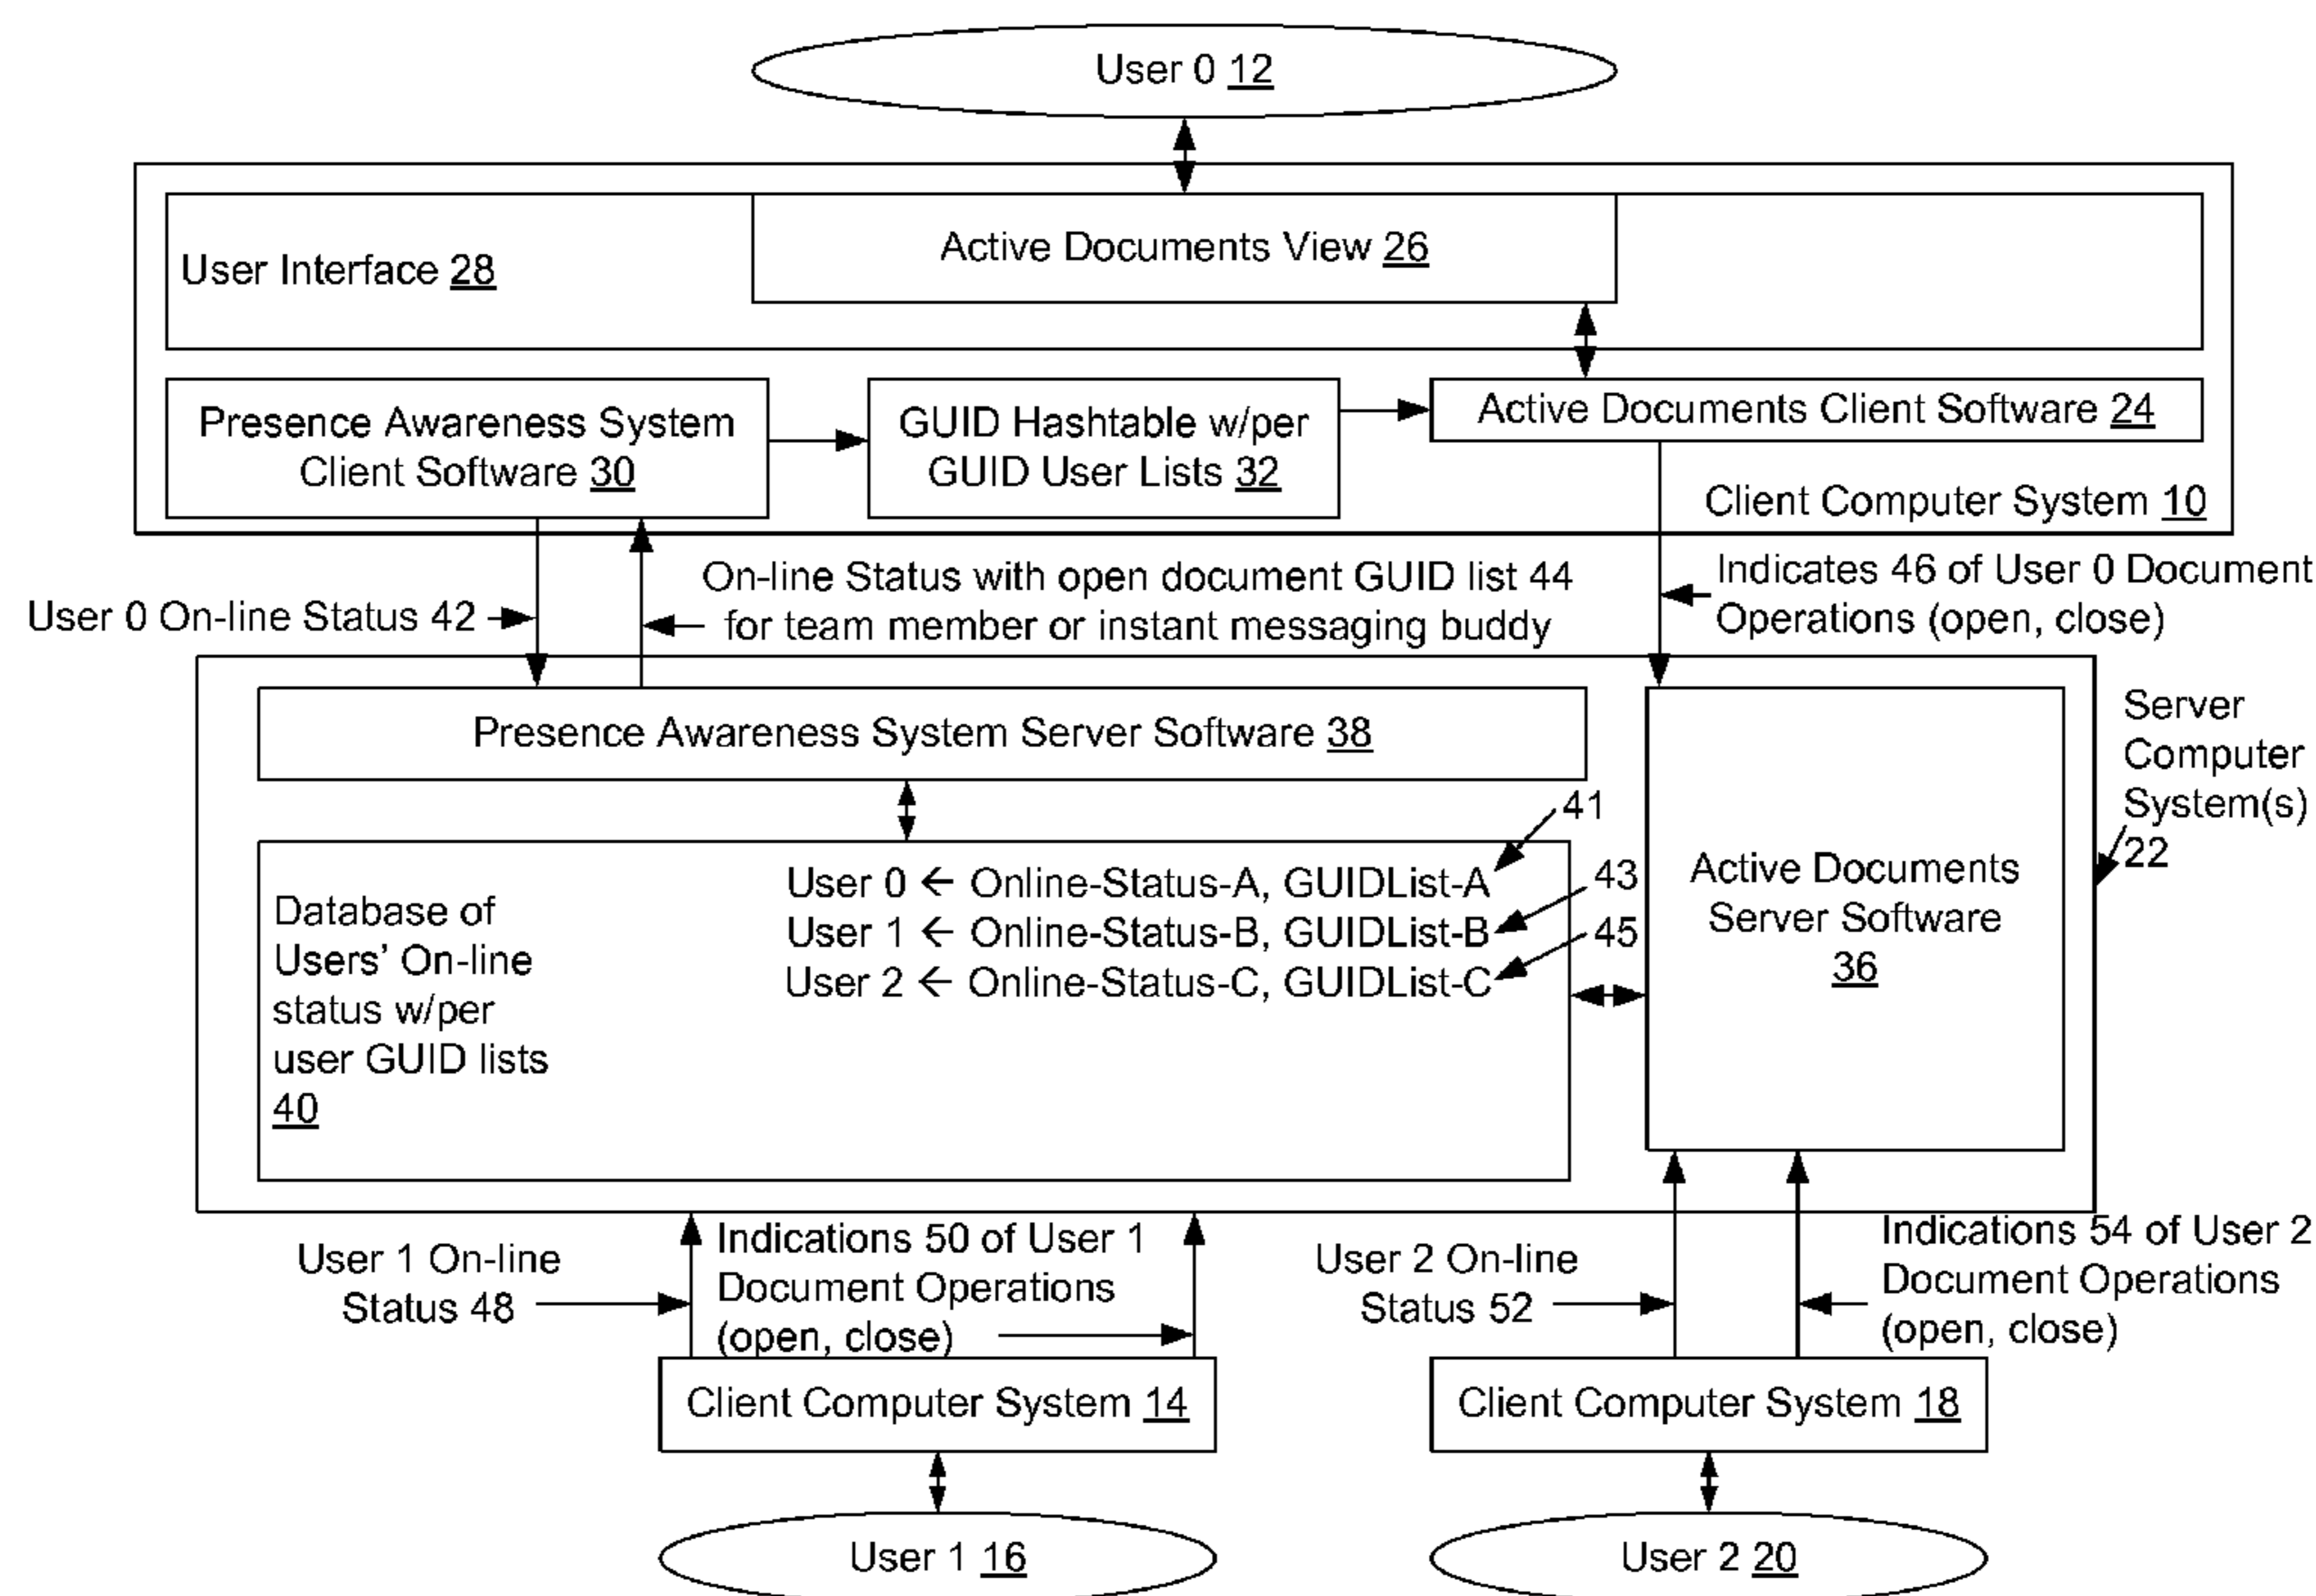 User 0 12
User Interface 28
Active Documents View 26
Presence Awareness System
Client Software 30
GUID Hashtable w/per
GUID User Lists 32
Active Documents Client Software 24
Client Computer System 10
User 0 On-line Status 42
On-line Status with open document GUID list 44
for team member or instant messaging buddy
Indicates 46 of User 0 Document
Operations (open, close)
Presence Awareness System Server Software 38
Server
Computer
System(s)
22
41
43
45
Database of
Users' On-line
status w/per
user GUID lists
40
User 0 ← Online-Status-A, GUIDList-A
User 1 ← Online-Status-B, GUIDList-B
User 2 ← Online-Status-C, GUIDList-C
Active Documents
Server Software
36
User 1 On-line
Status 48
Indications 50 of User 1
Document Operations
(open, close)
User 2 On-line
Status 52
Indications 54 of User 2
Document Operations
(open, close)
Client Computer System 14
Client Computer System 18
User 1 16
User 2 20